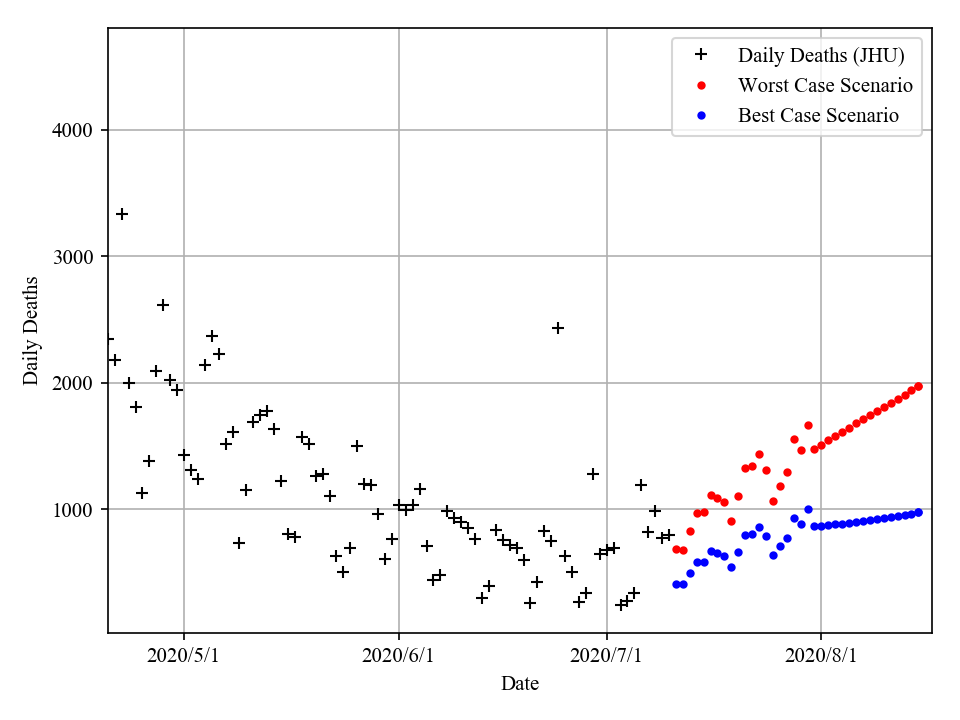 Daily Deaths (JHU)
Worst Case Scenario
Best Case Scenario
4000
3000
2000
1000
Daily Deaths
2020/5/1
2020/6/1
2020/7/1
2020/8/1
Date